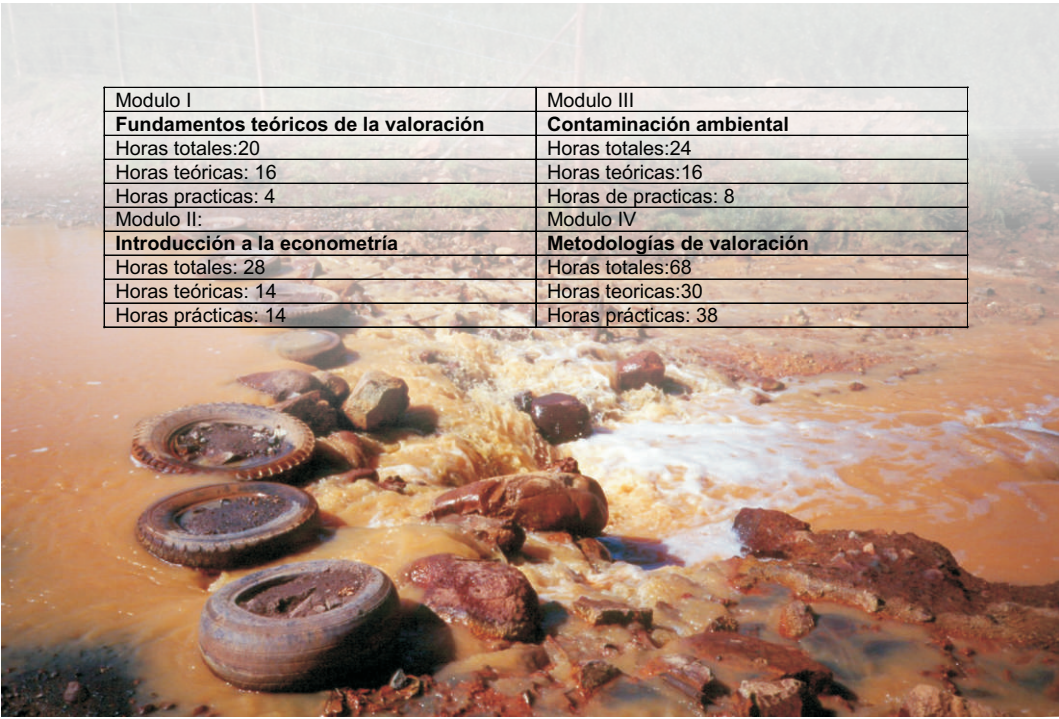 Modulo I
Modulo III
Fundamentos teóricos de la valoración
Contaminación ambiental
Horas totales:20
Horas totales:24
Horas teóricas: 16
Horas teóricas:16
Horas practicas: 4
Horas de practicas: 8
Modulo II:
Modulo IV
Introducción a la econometría
Metodologías de valoración
Horas totales: 28
Horas totales:68
Horas teóricas: 14
Horas teoricas:30
Horas prácticas: 14
Horas prácticas: 38